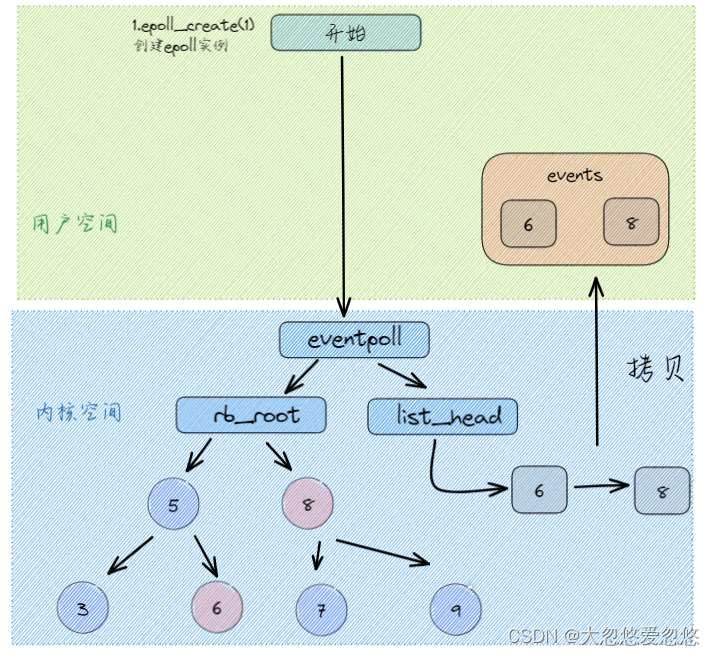 1.epoll_create(1)
创建epoll实例
开始
events
6
8
用户空间
eventpoll
拷贝
内核空间
rb_root
list_head
5
8
6
8
3
6
7
9
CSDN @大忽悠爱忽悠